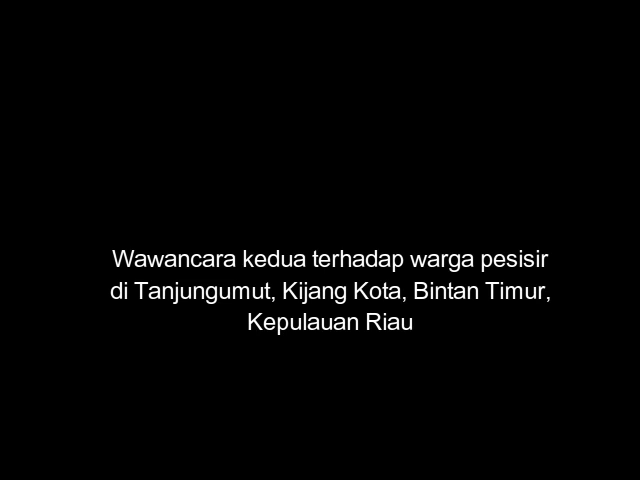 Wawancara kedua terhadap warga pesisir
di Tanjungumut, Kijang Kota, Bintan Timur,
Kepulauan Riau